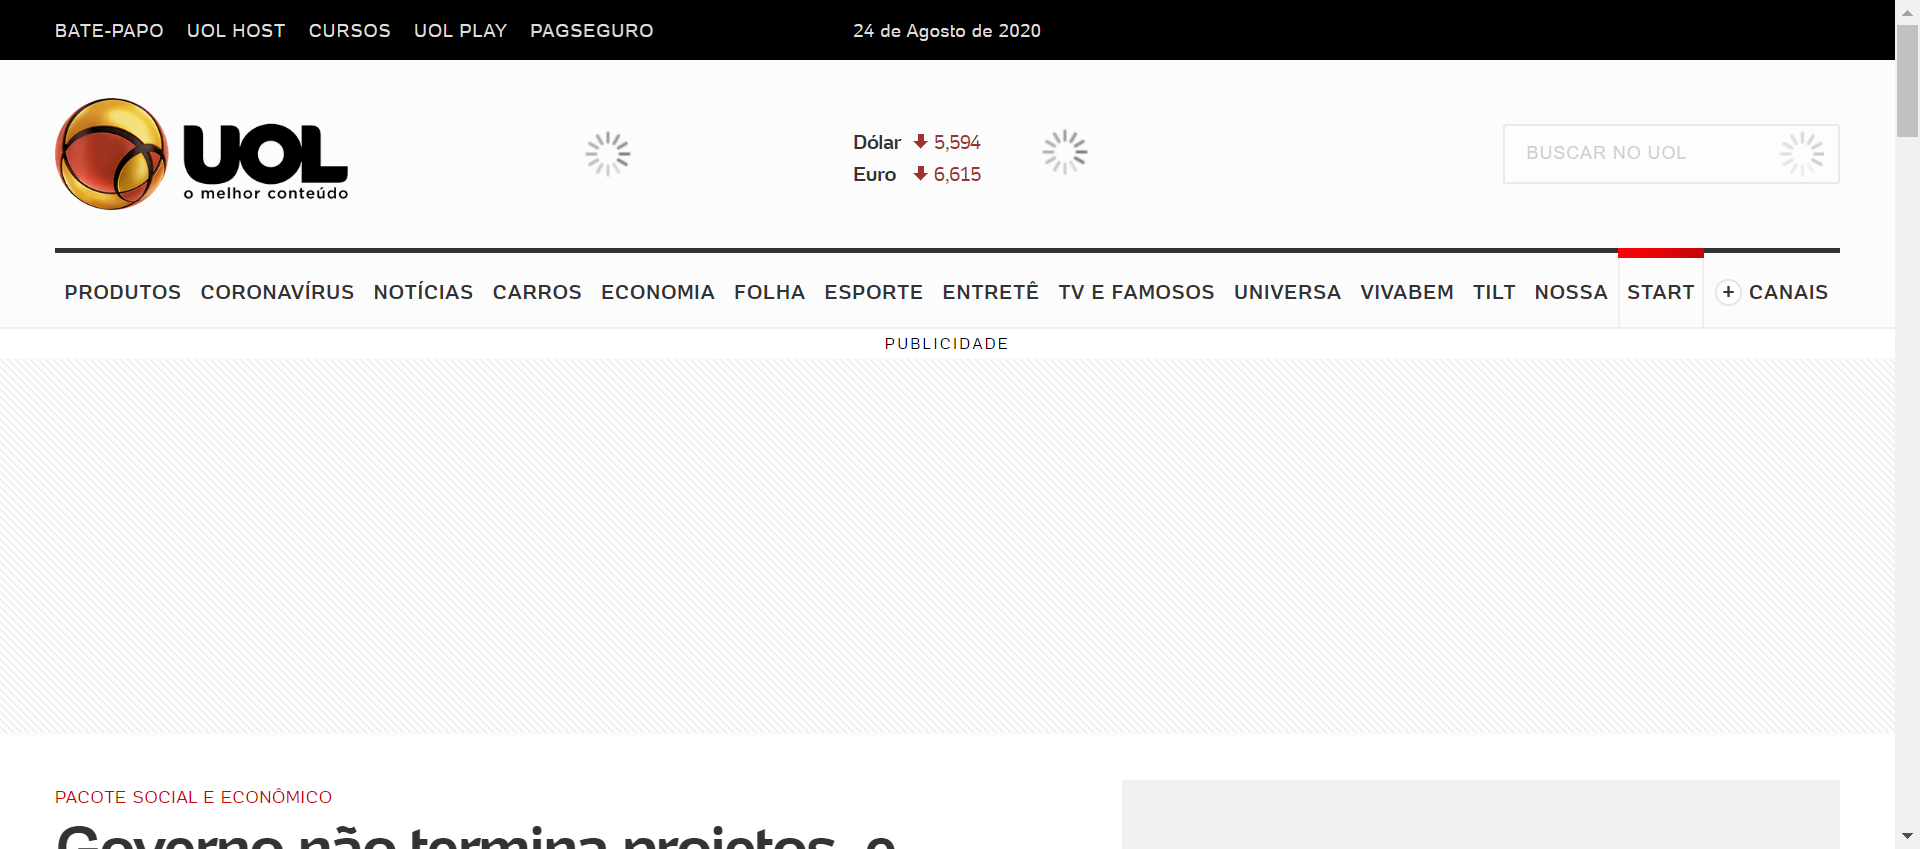 BATE-PAPO UOL HOST CURSOS UOL PLAY PAGSEGURO 24 de Agosto de 2020
UOL
o melhor conteúdo
Dólar 5,594
Euro 6,615
BUSCAR NO UOL
PRODUTOS CORONAVÍRUS NOTÍCIAS CARROS ECONOMIA FOLHA ESPORTE ENTRETÊ TV E FAMOSOS UNIVERSA VIVABEM TILT NOSSA START + CANAIS
PUBLICIDADE
PACOTE SOCIAL E ECONÔMICO
Governo não termina projetos, e